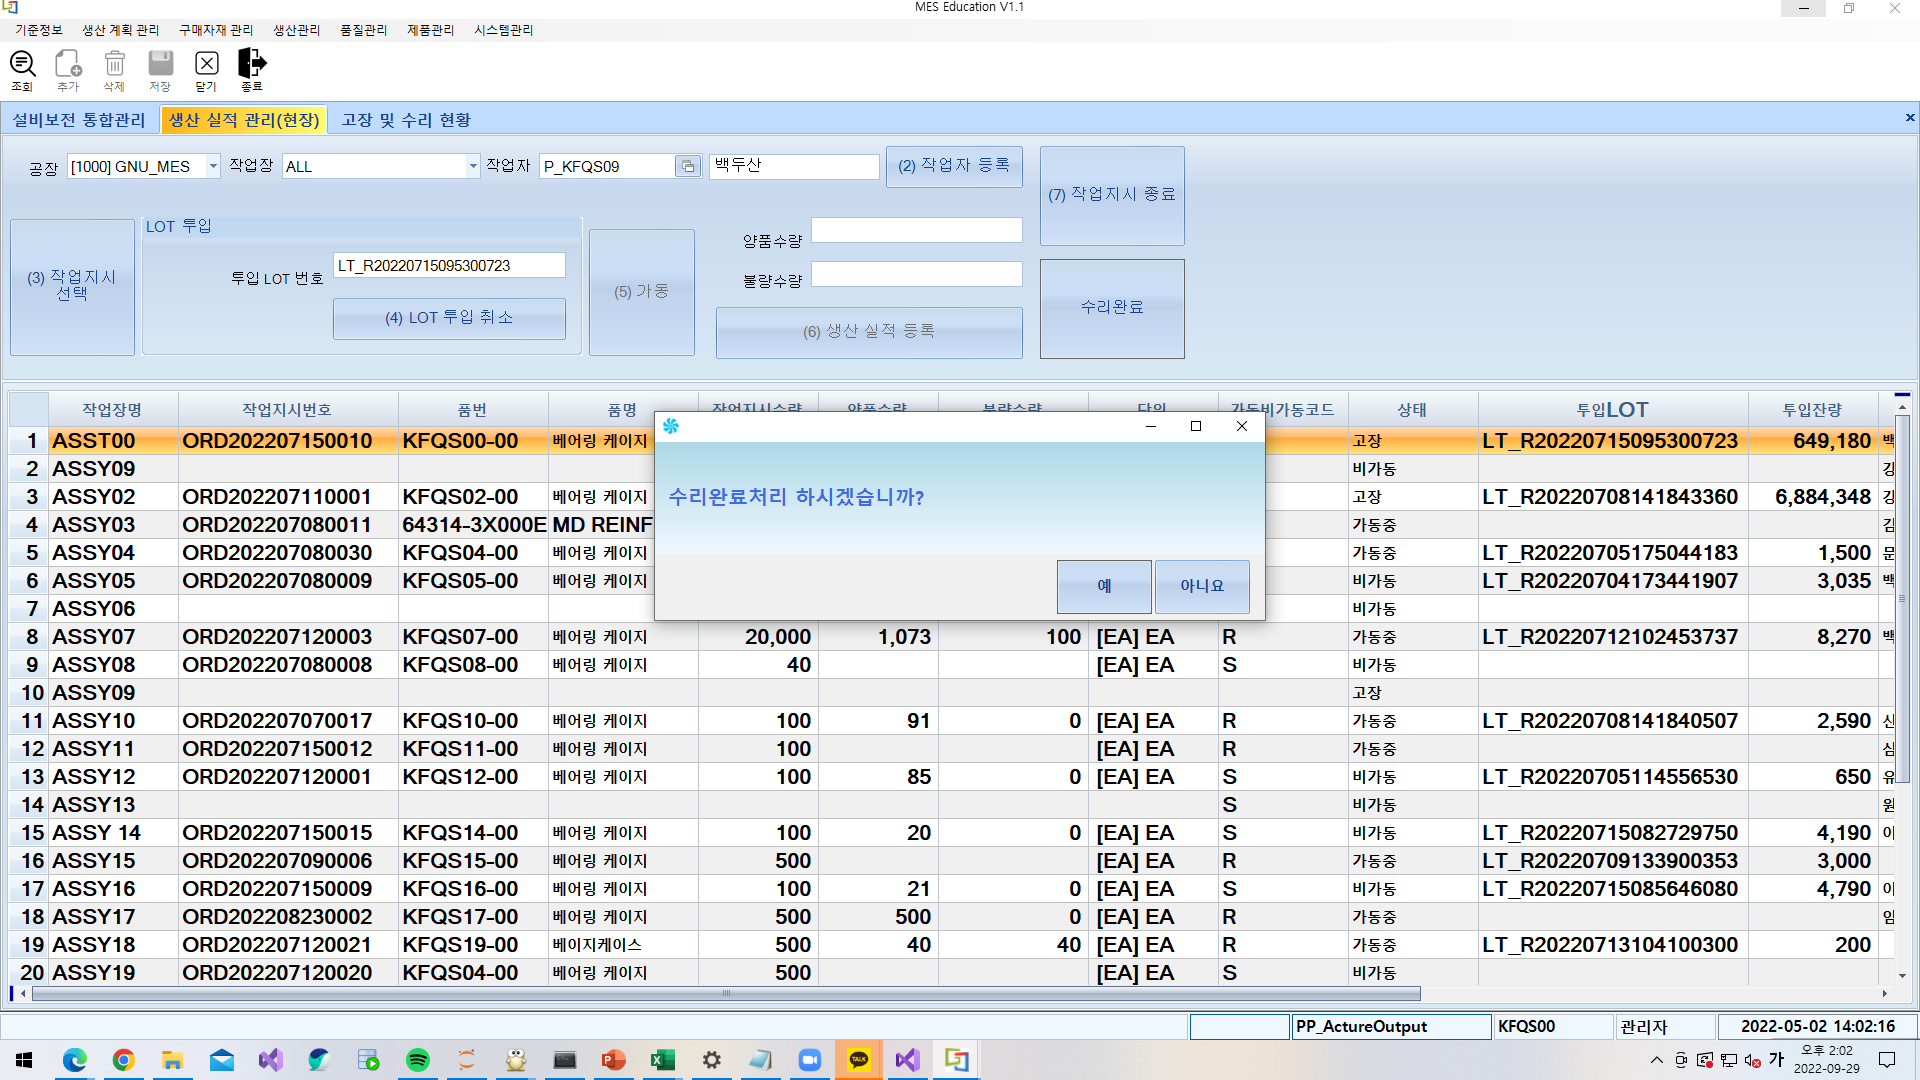 MES Education V1.1
기준정보 생산 계획 관리 구매자재 관리 생산관리 품질관리 제품관리 시스템관리
조회 추가 삭제 저장 닫기 종료
설비보전 통합관리 생산 실적 관리(현장) 고장 및 수리 현황
공장 [1000] GNU_MES 작업장 ALL 작업자 P_KFQS09 백두산 (2) 작업자 등록
(7) 작업지시 종료
LOT 투입
양품수량
(3) 작업지시 선택
투입 LOT 번호 LT_R20220715095300723
(5) 가동
불량수량
수리완료
(4) LOT 투입 취소
(6) 생산 실적 등록
작업장명 작업지시번호 품번 품명 작업지시수량 양품수량 불량수량 단위 가동비가동코드 상태 투입LOT 투입잔량
1 ASST00 ORD202207150010 KFQS00-00 베어링 케이지 고장 LT_R20220715095300723 649,180 백
2 ASSY09 비가동 강
3 ASSY02 ORD202207110001 KFQS02-00 베어링 케이지 고장 LT_R20220708141843360 6,884,348 강
4 ASSY03 ORD202207080011 64314-3X000E MD REINF 가동중 김
5 ASSY04 ORD202207080030 KFQS04-00 베어링 케이지 가동중 LT_R20220705175044183 1,500 문
6 ASSY05 ORD202207080009 KFQS05-00 베어링 케이지 비가동 LT_R20220704173441907 3,035 백
7 ASSY06 비가동
8 ASSY07 ORD202207120003 KFQS07-00 베어링 케이지 20,000 1,073 100 [EA] EA R 가동중 LT_R20220712102453737 8,270 백
9 ASSY08 ORD202207080008 KFQS08-00 베어링 케이지 40 [EA] EA S 비가동
10 ASSY09 고장
11 ASSY10 ORD202207070017 KFQS10-00 베어링 케이지 100 91 0 [EA] EA R 가동중 LT_R20220708141840507 2,590 신
12 ASSY11 ORD202207150012 KFQS11-00 베어링 케이지 100 [EA] EA R 가동중 심
13 ASSY12 ORD202207120001 KFQS12-00 베어링 케이지 100 85 0 [EA] EA S 비가동 LT_R20220705114556530 650 유
14 ASSY13 S 비가동 원
15 ASSY 14 ORD202207150015 KFQS14-00 베어링 케이지 100 20 0 [EA] EA S 비가동 LT_R20220715082729750 4,190 이
16 ASSY15 ORD202207090006 KFQS15-00 베어링 케이지 500 [EA] EA R 가동중 LT_R20220709133900353 3,000
17 ASSY16 ORD202207150009 KFQS16-00 베어링 케이지 100 21 0 [EA] EA S 비가동 LT_R20220715085646080 4,790 이
18 ASSY17 ORD202208230002 KFQS17-00 베어링 케이지 500 500 0 [EA] EA R 가동중 임
19 ASSY18 ORD202207120021 KFQS19-00 베이지케이스 500 40 40 [EA] EA R 가동중 LT_R20220713104100300 200
20 ASSY19 ORD202207120020 KFQS04-00 베어링 케이지 500 [EA] EA S 비가동
수리완료처리 하시겠습니까?
예 아니요
PP_ActureOutput KFQS00 관리자 2022-05-02 14:02:16
TALK
가 오후 2:02
2022-09-29